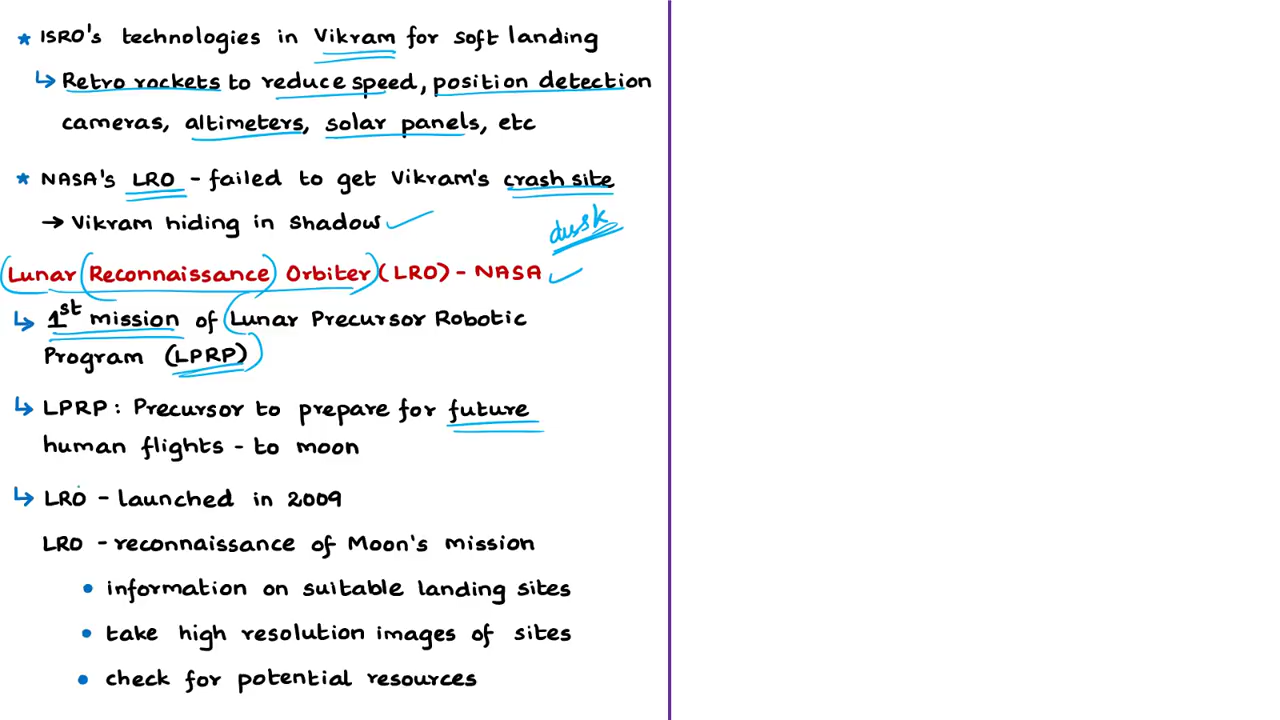 * ISRO's technologies in Vikram for soft landing
↳ Retro rockets to reduce speed, position detection
cameras, altimeters, solar panels, etc
* NASA's LRO - failed to get Vikram's crash site
→ Vikram hiding in shadow
dusk
Lunar Reconnaissance Orbiter (LRO) - NASA
↳ 1st mission of Lunar Precursor Robotic
Program (LPRP)
↳ LPRP : Precursor to prepare for future
human flights - to moon
↳ LRO - launched in 2009
LRO - reconnaissance of Moon's mission
• information on suitable landing sites
• take high resolution images of sites
• check for potential resources